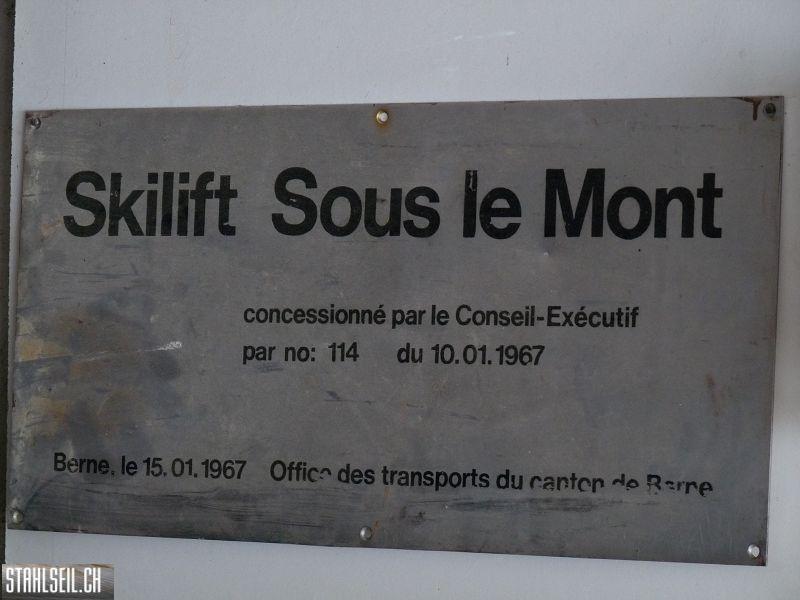 Skilift Sous le Mont
concessionné par le Conseil-Exécutif
par no: 114 du 10.01.1967
Berne, le 15.01.1967 Office des transports du canton de Berne
STAHLSEIL.CH